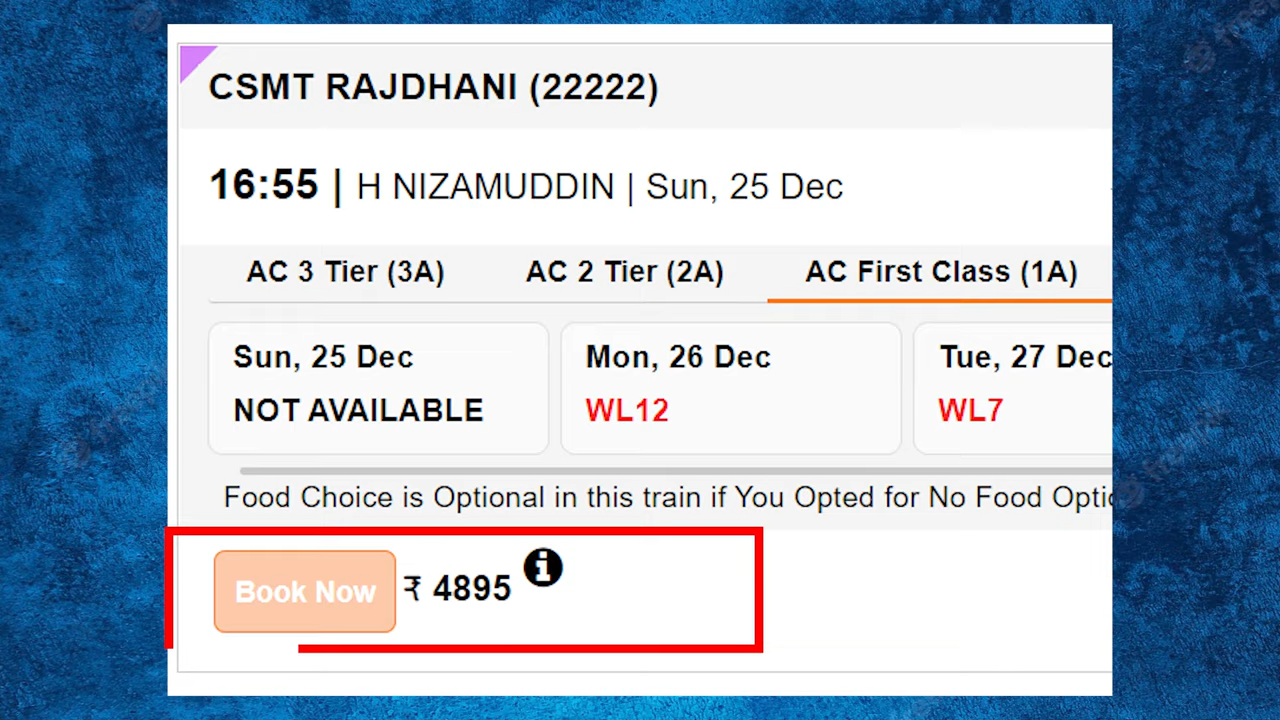 CSMT RAJDHANI (22222)
16:55 | H NIZAMUDDIN | Sun, 25 Dec
AC 3 Tier (3A) AC 2 Tier (2A) AC First Class (1A)
Sun, 25 Dec Mon, 26 Dec Tue, 27 Dec
NOT AVAILABLE WL12 WL7
Food Choice is Optional in this train if You Opted for No Food
Book Now ₹ 4895